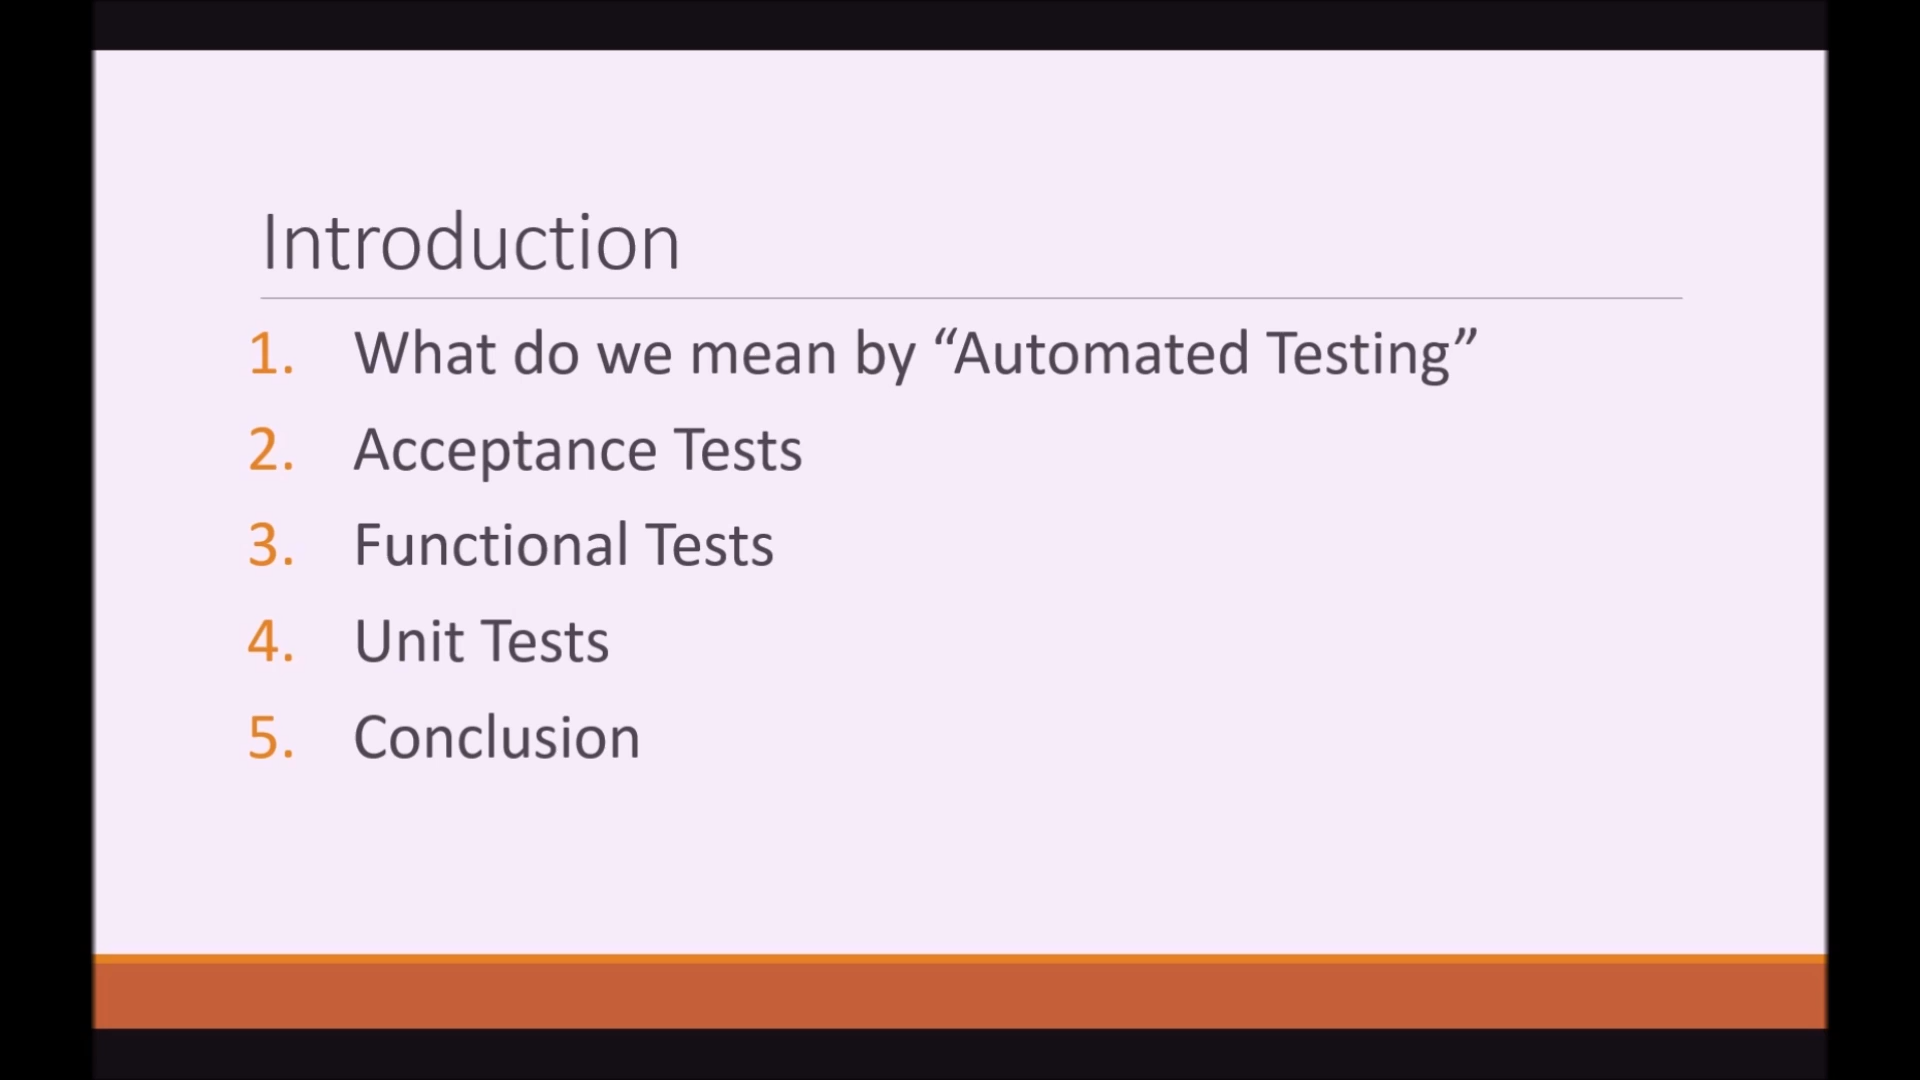 Introduction
1. What do we mean by “Automated Testing”
2. Acceptance Tests
3. Functional Tests
4. Unit Tests
5. Conclusion